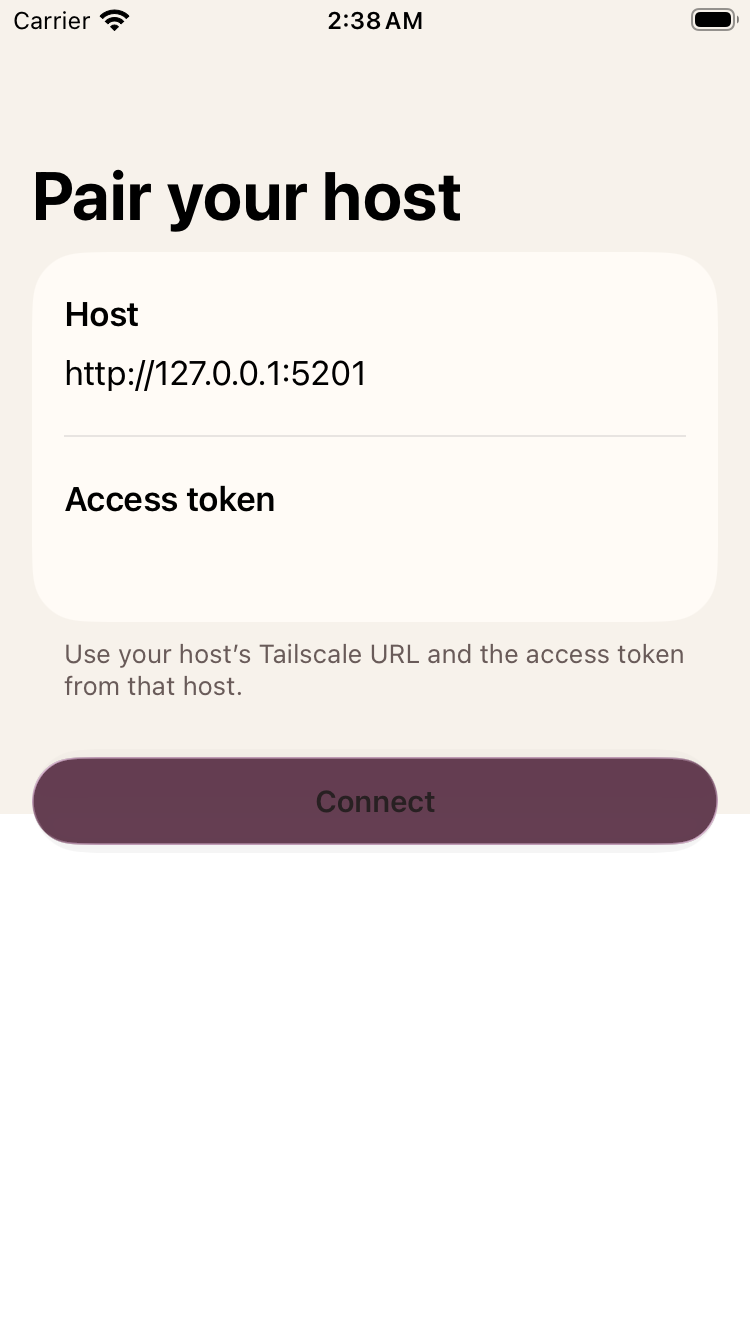 Carrier 2:38 AM
Pair your host
Host
http://127.0.0.1:5201
Access token
Use your host’s Tailscale URL and the access token
from that host.
Connect